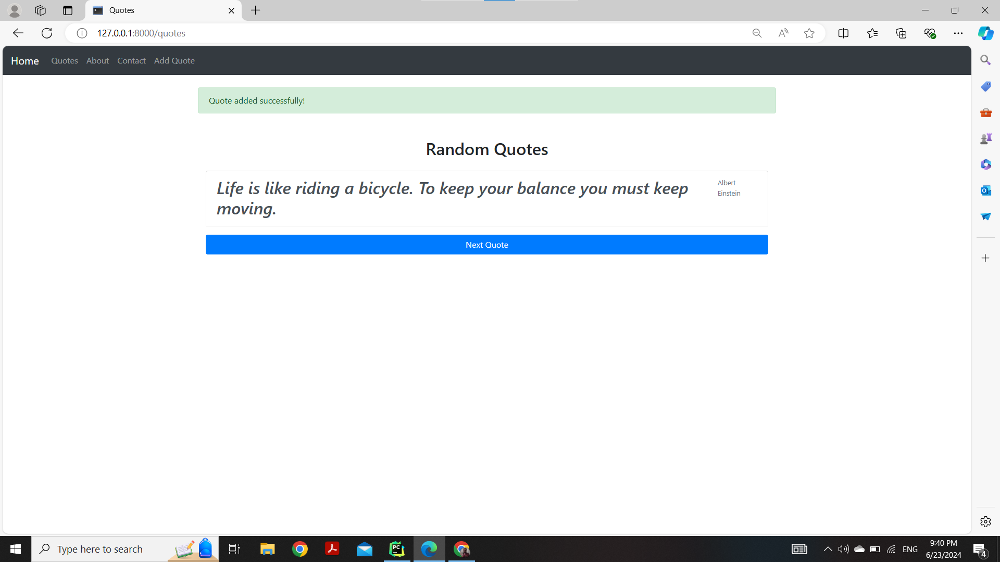 Quotes
127.0.0.1:8000/quotes
Home Quotes About Contact Add Quote
Quote added successfully!
Random Quotes
Life is like riding a bicycle. To keep your balance you must keep
moving.
Albert
Einstein
Next Quote
Type here to search
PC
ENG
9:40 PM
6/23/2024
4